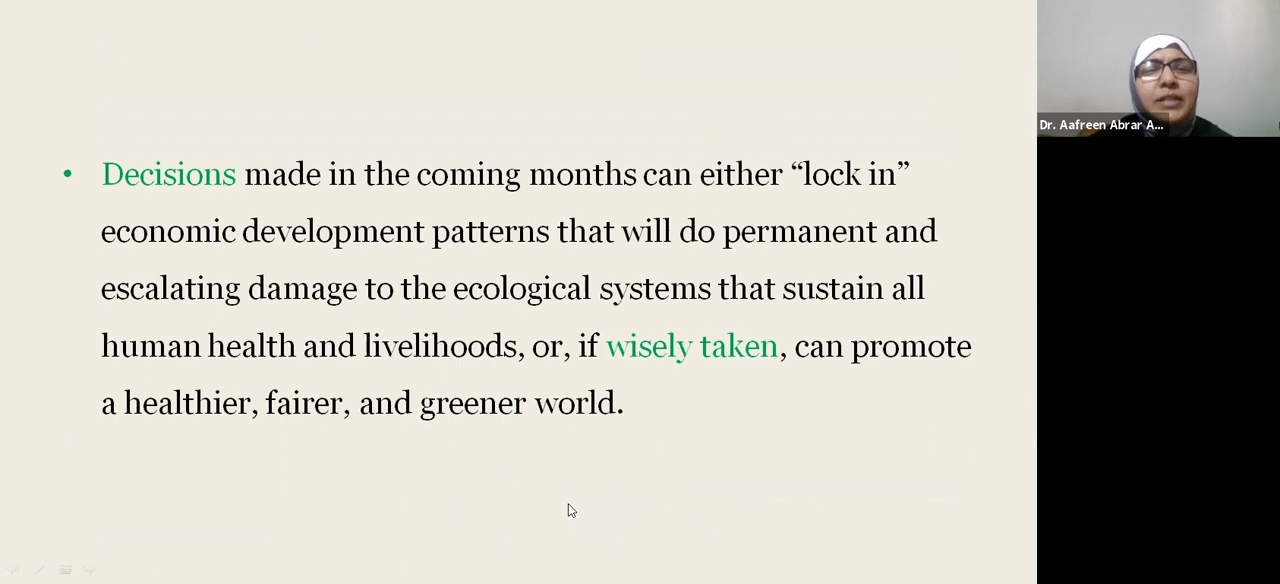 • Decisions made in the coming months can either “lock in”
economic development patterns that will do permanent and
escalating damage to the ecological systems that sustain all
human health and livelihoods, or, if wisely taken, can promote
a healthier, fairer, and greener world.
Dr. Aafreen Abrar A...